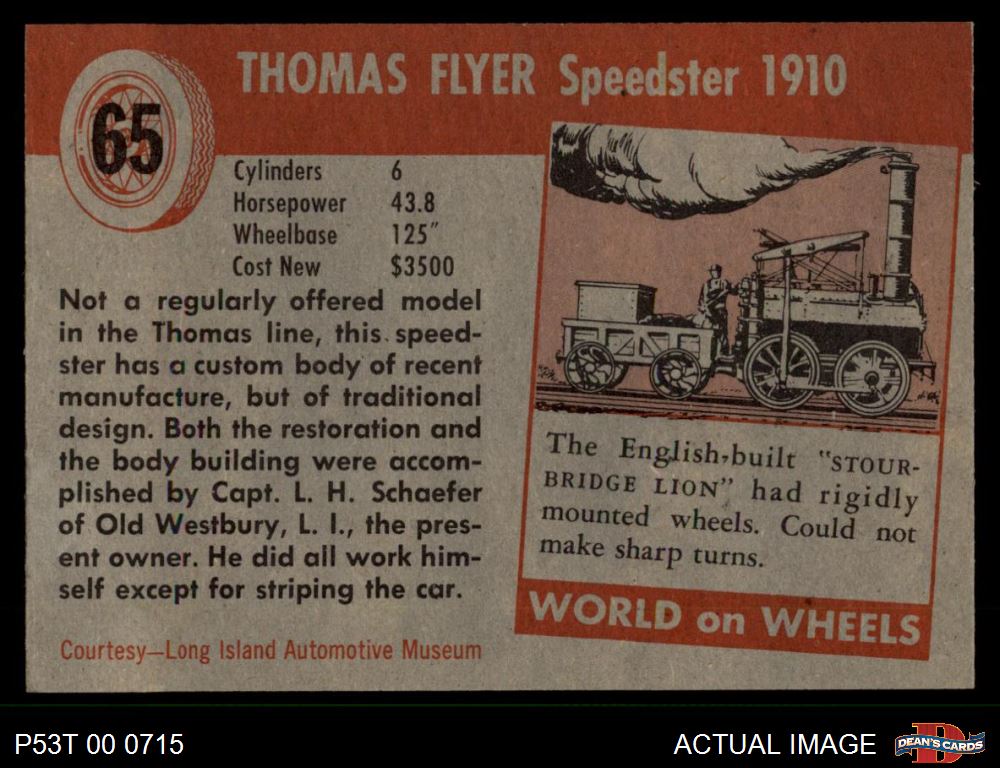 65
THOMAS FLYER Speedster 1910
Cylinders 6
Horsepower 43.8
Wheelbase 125"
Cost New $3500
Not a regularly offered model
in the Thomas line, this speed-
ster has a custom body of recent
manufacture, but of traditional
design. Both the restoration and
the body building were accom-
plished by Capt. L. H. Schaefer
of Old Westbury, L. I., the pres-
ent owner. He did all work him-
self except for striping the car.
Courtesy—Long Island Automotive Museum
The English-built "STOUR-
BRIDGE LION" had rigidly
mounted wheels. Could not
make sharp turns.
WORLD on WHEELS
P53T 00 0715
ACTUAL IMAGE
D
DEAN'S CARDS